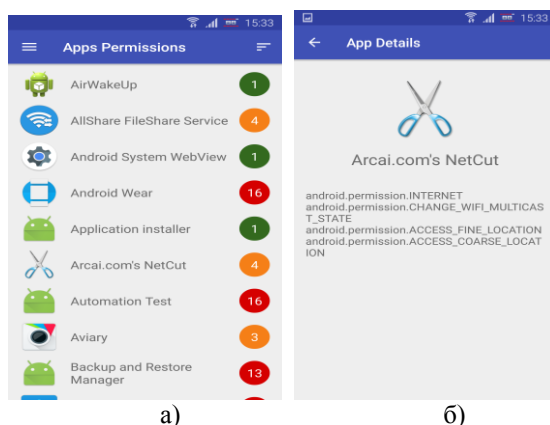 15:33
Apps Permissions
AirWakeUp
1
AllShare FileShare Service
4
Android System WebView
1
Android Wear
16
Application installer
1
Arcai.com's NetCut
4
Automation Test
16
Aviary
3
Backup and Restore
Manager
13
а)
15:33
App Details
Arcai.com's NetCut
android.permission.INTERNET
android.permission.CHANGE_WIFI_MULTICAS
T_STATE
android.permission.ACCESS_FINE_LOCATION
android.permission.ACCESS_COARSE_LOCAT
ION
б)